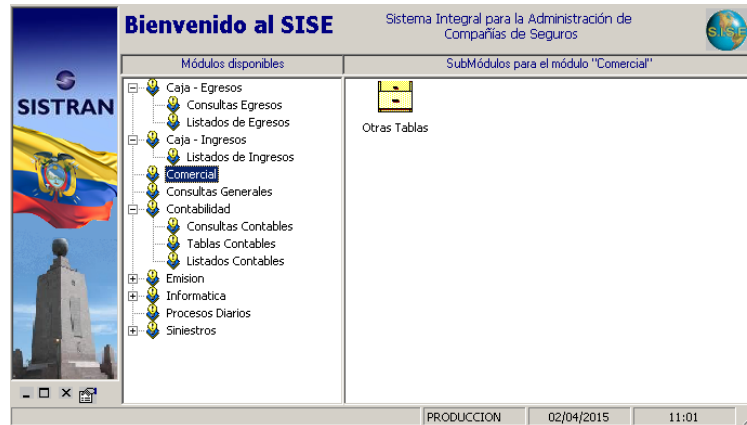 Bienvenido al SISE
Sistema Integral para la Administración de
Compañías de Seguros
S.I.S.E
Módulos disponibles
SubMódulos para el módulo "Comercial"
SISTRAN
Caja - Egresos
Consultas Egresos
Listados de Egresos
Caja - Ingresos
Listados de Ingresos
Comercial
Consultas Generales
Contabilidad
Consultas Contables
Tablas Contables
Listados Contables
Emision
Informatica
Procesos Diarios
Siniestros
Otras Tablas
PRODUCCION
02/04/2015
11:01